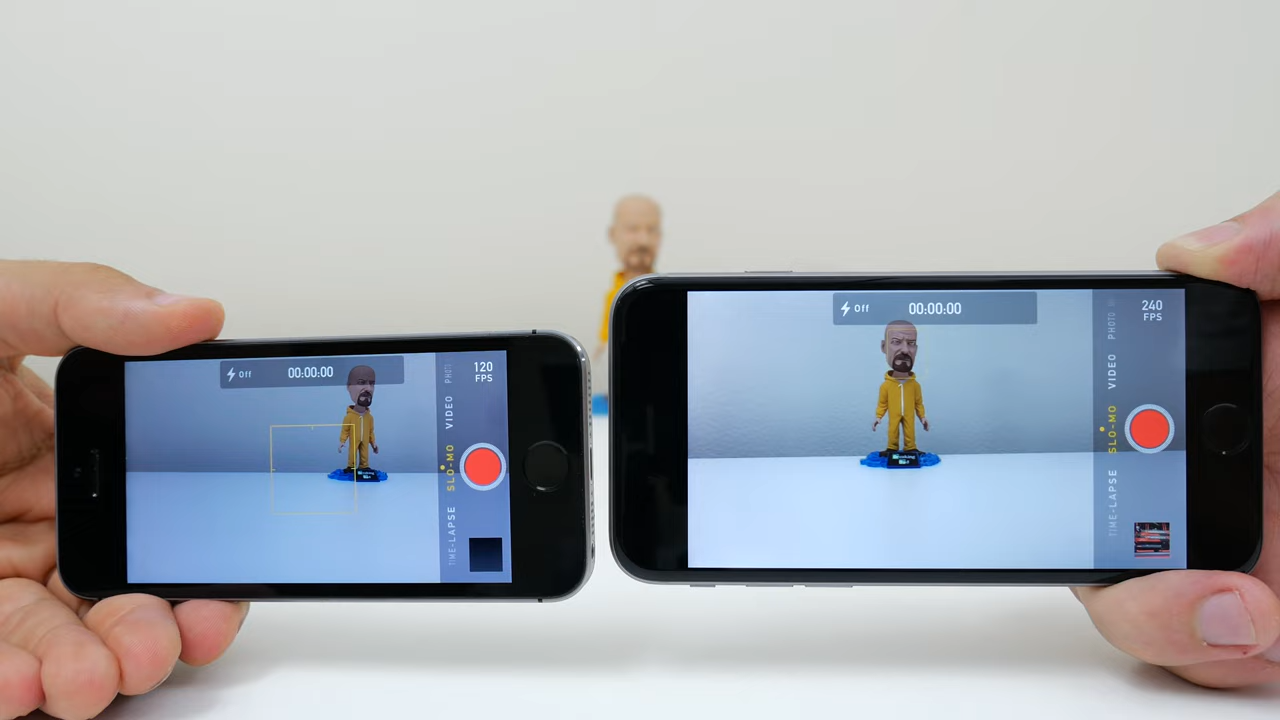 Off
00:00:00
120
FPS
PHOTO
VIDEO
SLO-MO
TIME-LAPSE
Off
00:00:00
240
FPS
PHOTO
VIDEO
SLO-MO
TIME-LAPSE